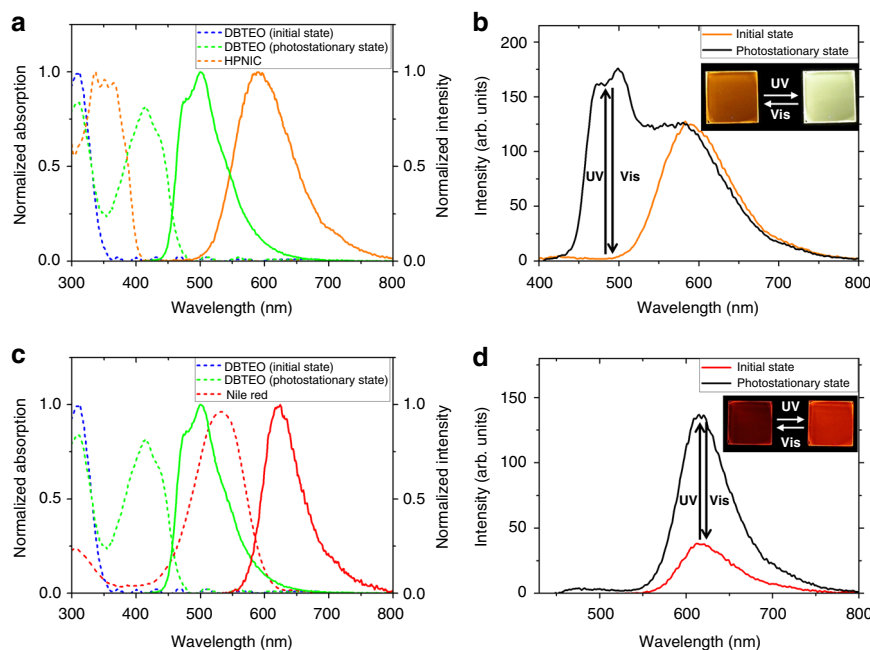 a
DBTEO (initial state)
DBTEO (photostationary state)
HPNIC
Normalized absorption
Normalized intensity
1.0
0.5
0.0
1.0
0.5
0.0
300 400 500 600 700 800
Wavelength (nm)
b
Initial state
Photostationary state
UV
Vis
UV Vis
Intensity (arb. units)
200
150
100
50
0
400 500 600 700 800
Wavelength (nm)
c
DBTEO (initial state)
DBTEO (photostationary state)
Nile red
Normalized absorption
Normalized intensity
1.0
0.5
0.0
1.0
0.5
0.0
300 400 500 600 700 800
Wavelength (nm)
d
Initial state
Photostationary state
UV
Vis
UV Vis
Intensity (arb. units)
150
100
50
0
500 600 700 800
Wavelength (nm)